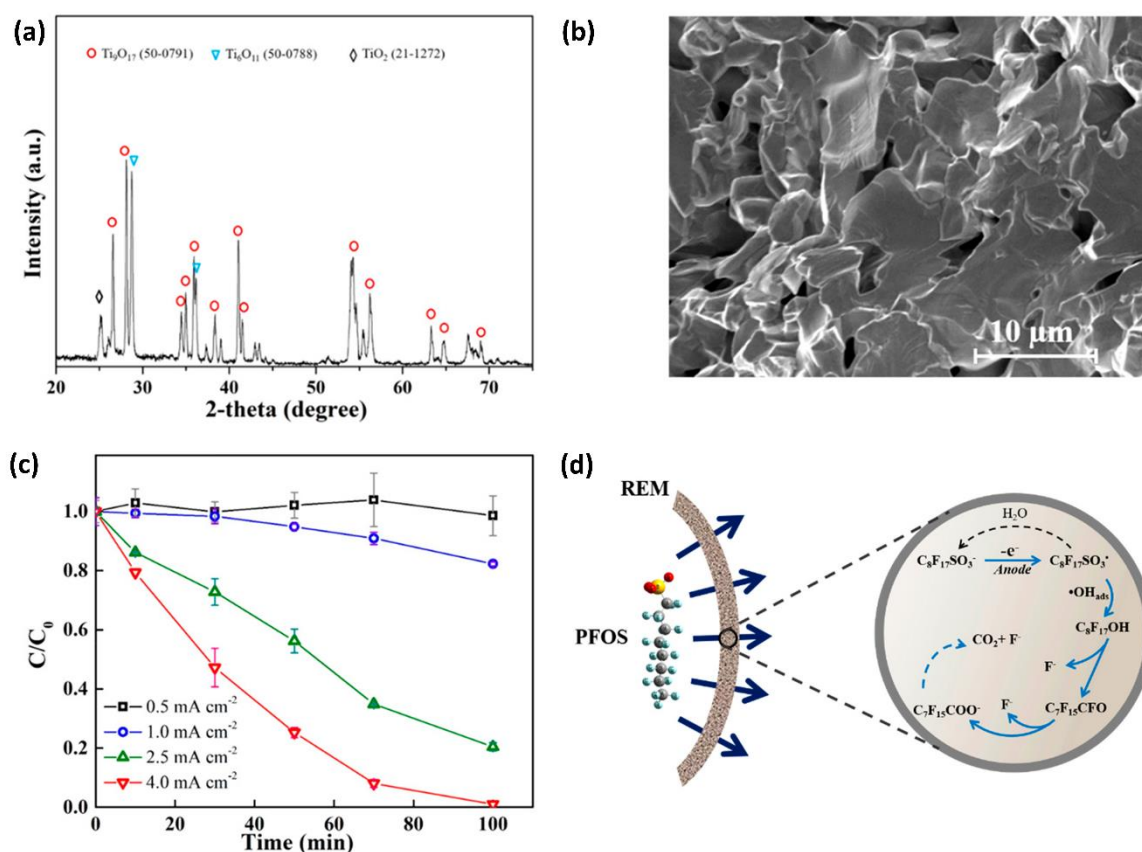 (a)
Ti₉O₁₇ (50-0791) Ti₆O₁₁ (50-0788) TiO₂ (21-1272)
Intensity (a.u.)
20 30 40 50 60 70
2-theta (degree)
(b)
10 µm
(c)
C/C₀
1.0
0.8
0.6
0.4
0.2
0.0
0.5 mA cm⁻²
1.0 mA cm⁻²
2.5 mA cm⁻²
4.0 mA cm⁻²
0 20 40 60 80 100
Time (min)
(d)
REM
PFOS
H₂O
C₈F₁₇SO₃⁻ -e⁻ C₈F₁₇SO₃•
Anode
•OHads
C₈F₁₇OH
CO₂+ F⁻
F⁻
C₇F₁₅COO⁻ F⁻ C₇F₁₅CFO